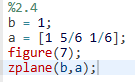 %2.4
b = 1;
a = [1 5/6 1/6];
figure(7);
zplane(b,a);